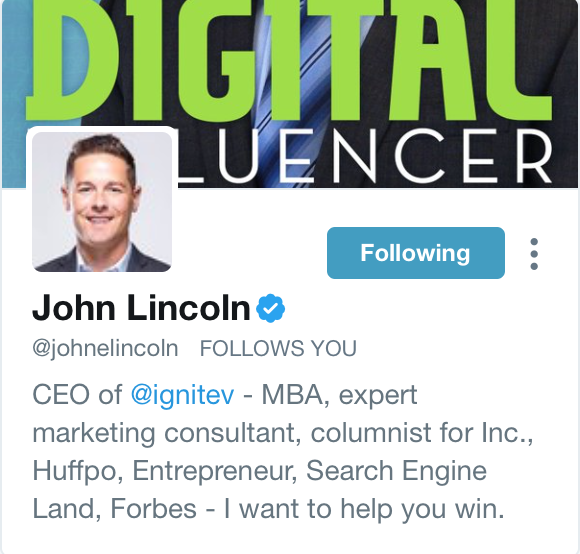 DIGITAL
LUENCER
Following
John Lincoln
@johnelincoln FOLLOWS YOU
CEO of @ignitev - MBA, expert
marketing consultant, columnist for Inc.,
Huffpo, Entrepreneur, Search Engine
Land, Forbes - I want to help you win.